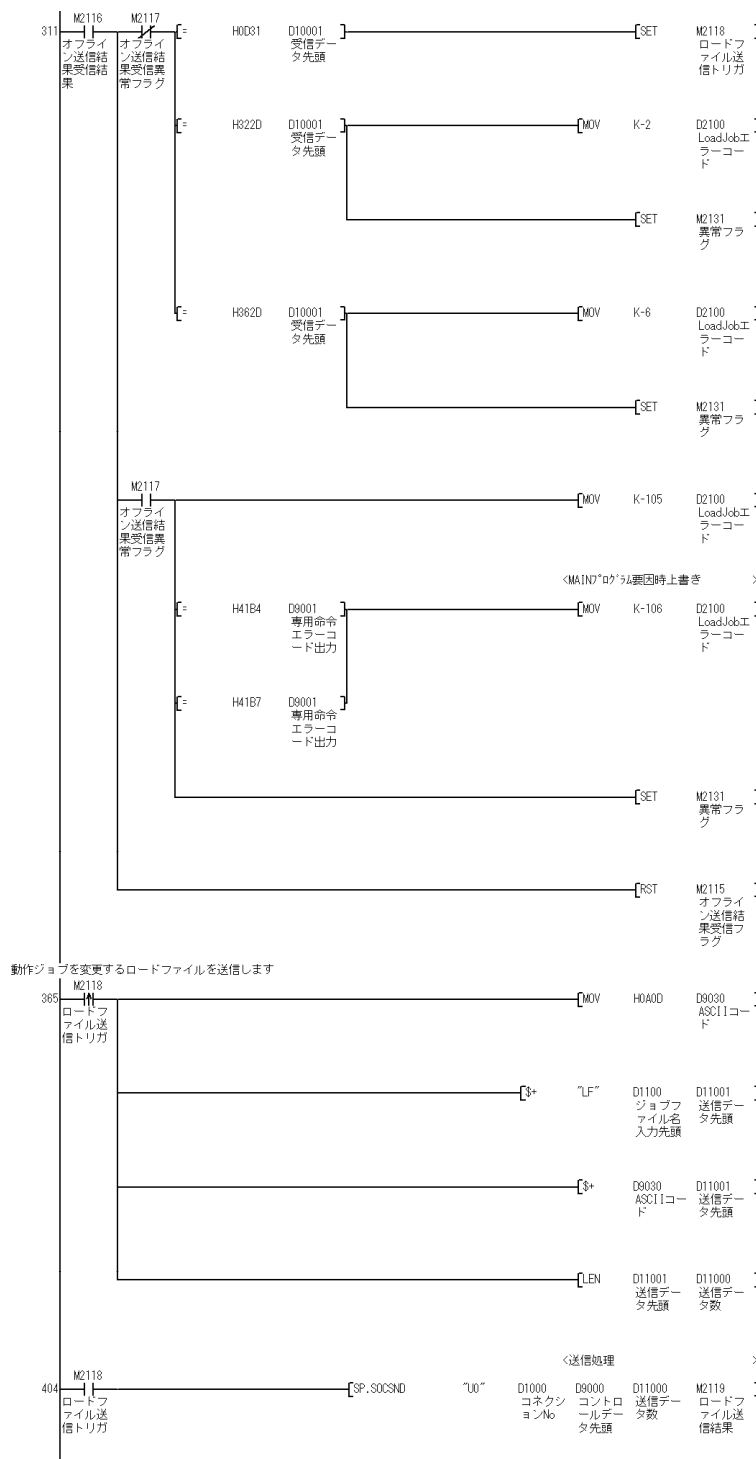 311 M2116 M2117 [= H0D31 D10001 ] [SET M2118 ]
オフライン送信結果受信結果
オフライン送信結果受信異常フラグ
受信データ先頭
ロードファイル送信トリガ
[= H322D D10001 ] [MOV K-2 D2100 ]
受信データ先頭
LoadJobエラーコード
[SET M2131 ]
異常フラグ
[= H362D D10001 ] [MOV K-6 D2100 ]
受信データ先頭
LoadJobエラーコード
[SET M2131 ]
異常フラグ
M2117 [MOV K-105 D2100 ]
オフライン送信結果受信異常フラグ
LoadJobエラーコード
<MAINプログラム要因時上書き >
[= H41B4 D9001 ] [MOV K-106 D2100 ]
専用命令エラーコード出力
LoadJobエラーコード
[= H41B7 D9001 ]
専用命令エラーコード出力
[SET M2131 ]
異常フラグ
[RST M2115 ]
オフライン送信結果受信フラグ
動作ジョブを変更するロードファイルを送信します
365 M2118 [MOV H0A0D D9030 ]
ロードファイル送信トリガ
ASCIIコード
[$+ "LF" D1100 D11001 ]
ジョブファイル名入力先頭
送信データ先頭
[$+ D9030 D11001 ]
ASCIIコード
送信データ先頭
[LEN D11001 D11000 ]
送信データ先頭
送信データ数
<送信処理 >
404 M2118 [SP.SOCSND "U0" D1000 D9000 D11000 M2119 ]
ロードファイル送信トリガ
コネクションNo
コントロールデータ先頭
送信データ数
ロードファイル送信結果